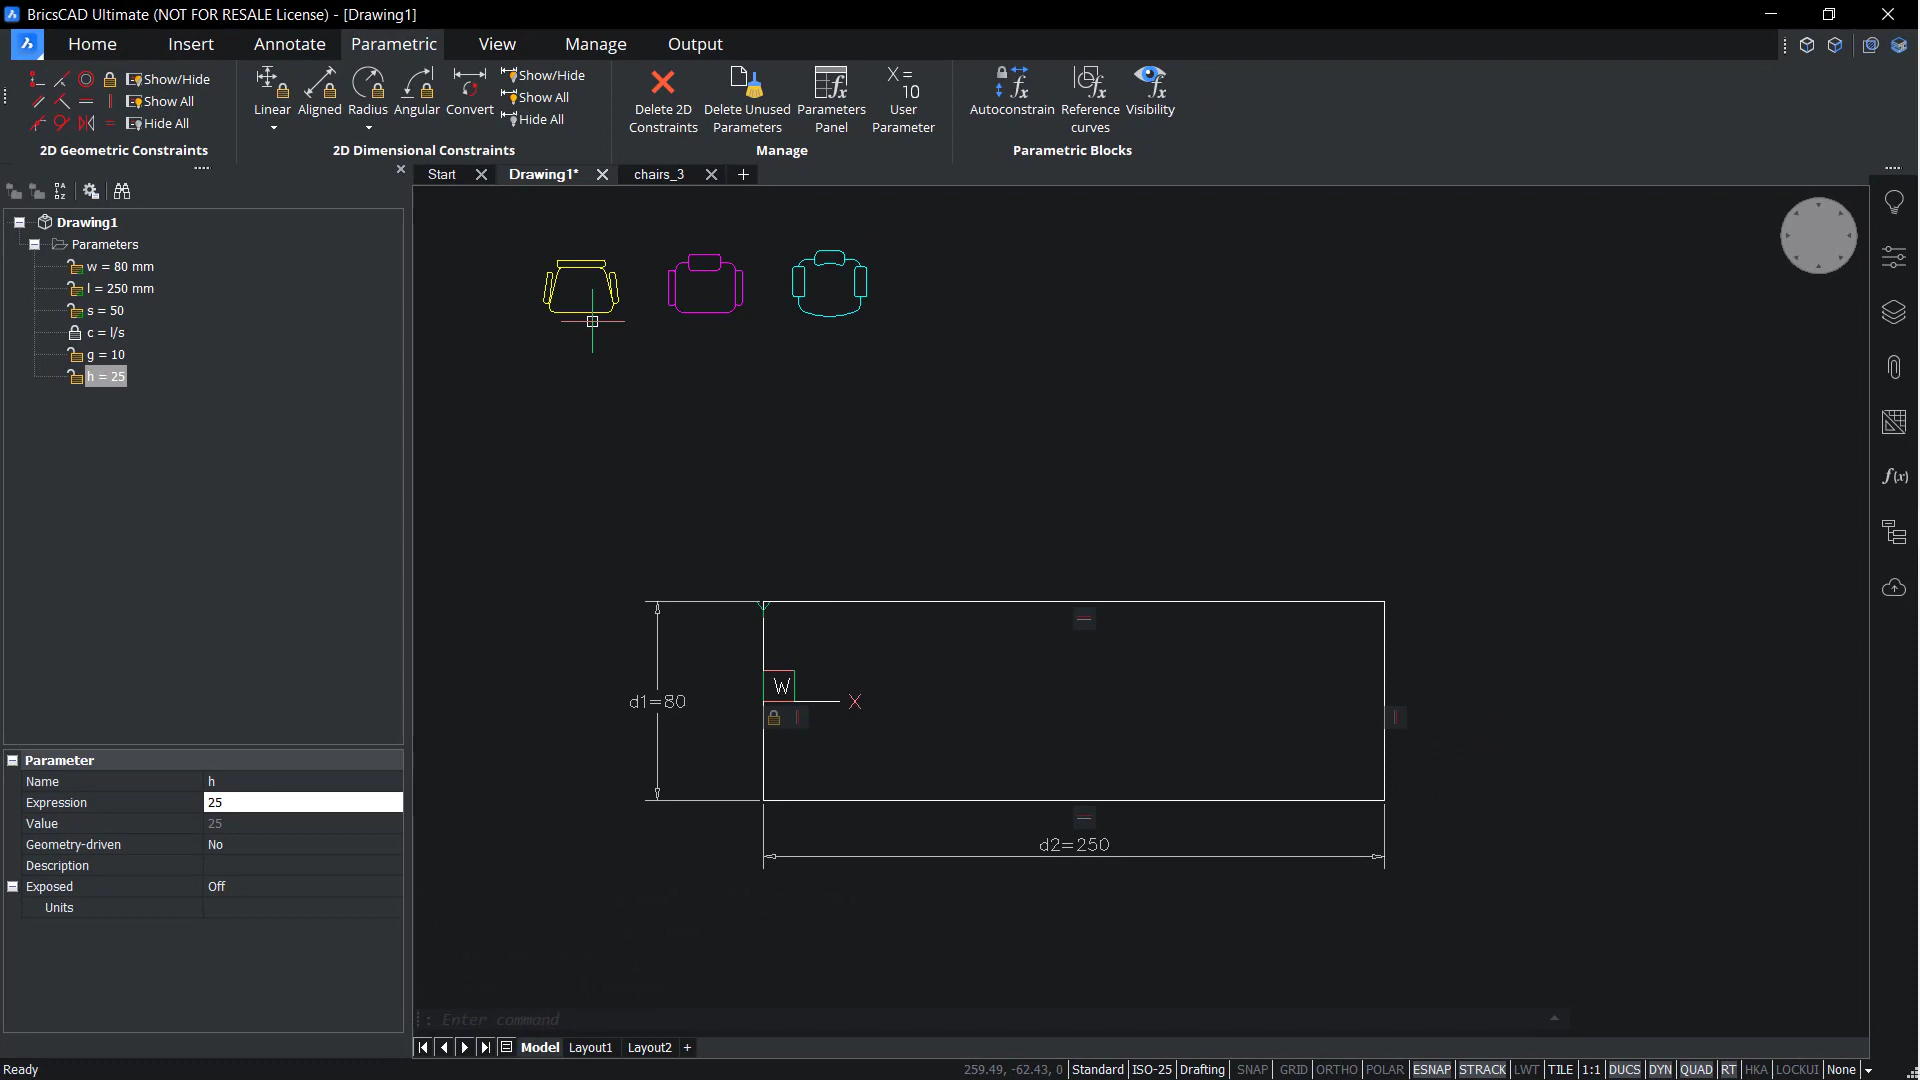 BricsCAD Ultimate (NOT FOR RESALE License) - [Drawing1]
Home Insert Annotate Parametric View Manage Output
Show/Hide
Show All
Hide All
2D Geometric Constraints
Linear Aligned Radius Angular Convert
Show/Hide
Show All
Hide All
2D Dimensional Constraints
Delete 2D Constraints
Delete Unused Parameters
Parameters Panel
X = 10
User Parameter
Manage
Autoconstrain
Reference curves
Visibility
Parametric Blocks
Start Drawing1* chairs_3
Drawing1
Parameters
w = 80 mm
l = 250 mm
s = 50
c = l/s
g = 10
h = 25
d1=80
W
X
d2=250
Parameter
Name h
Expression 25
Value 25
Geometry-driven No
Description
Exposed Off
Units
f(x)
: Enter command
Model Layout1 Layout2 +
Ready
259.49, -62.43, 0 Standard ISO-25 Drafting SNAP GRID ORTHO POLAR ESNAP STRACK LWT TILE 1:1 DUCS DYN QUAD RT HKA LOCKUI None